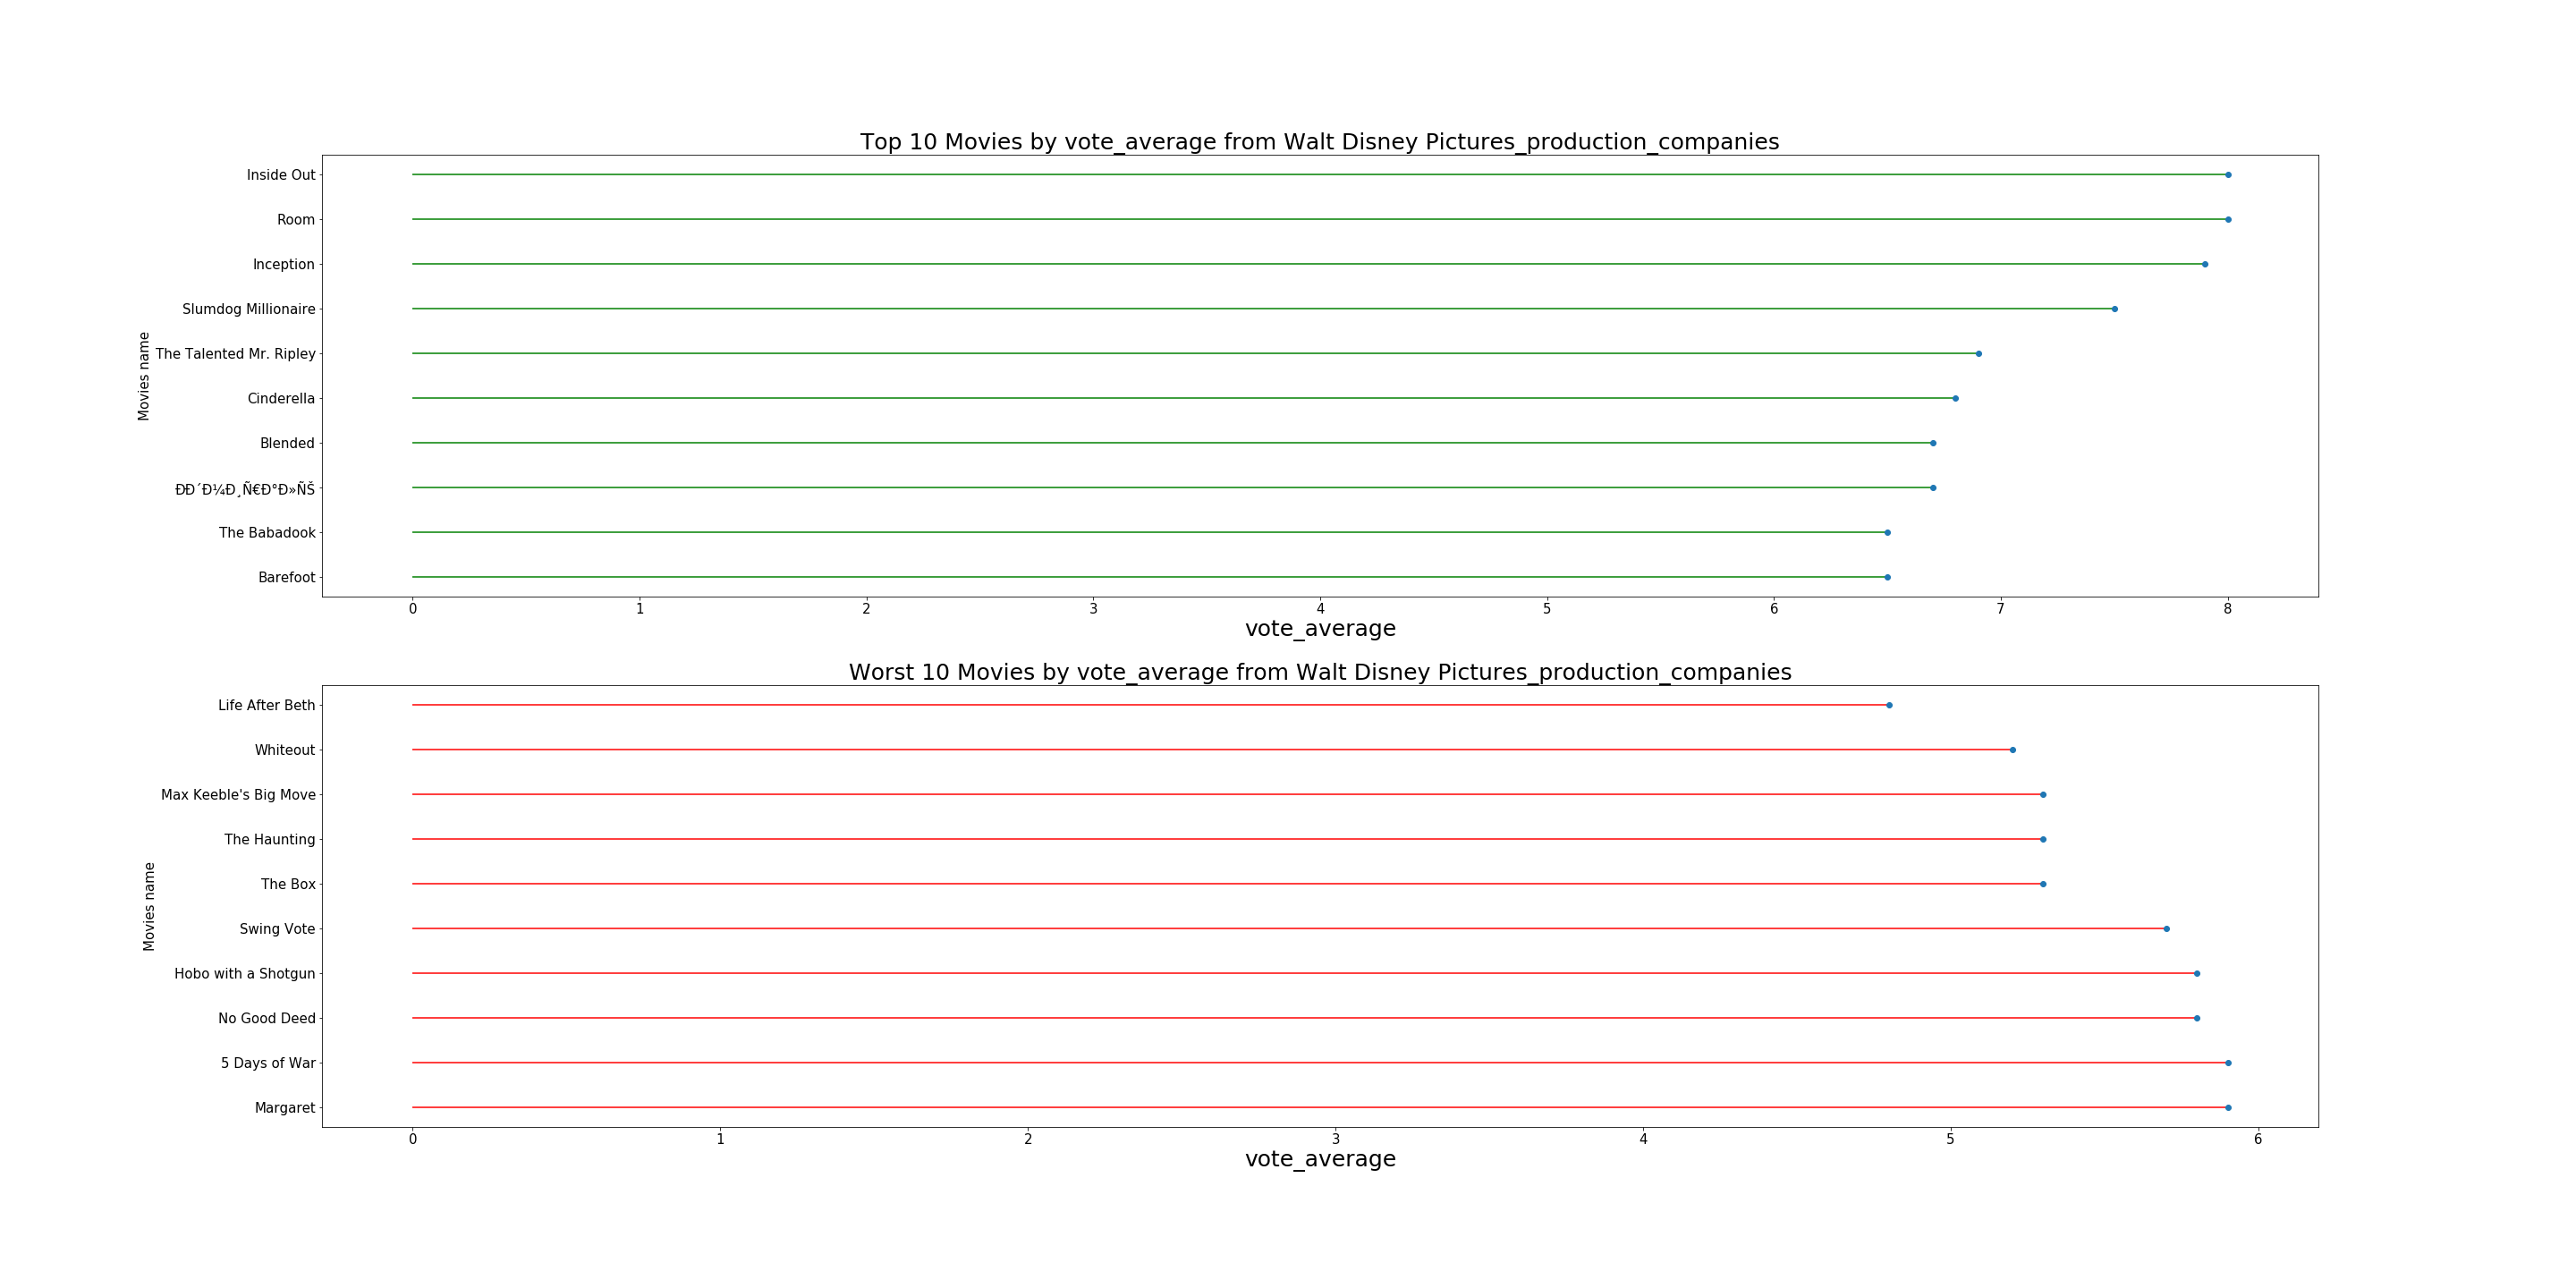 Top 10 Movies by vote_average from Walt Disney Pictures_production_companies
Movies name
Inside Out
Room
Inception
Slumdog Millionaire
The Talented Mr. Ripley
Cinderella
Blended
ÐÐ´Ð¼Ð¸Ñ€Ð°Ð»ÑŠ
The Babadook
Barefoot
0 1 2 3 4 5 6 7 8
vote_average
Worst 10 Movies by vote_average from Walt Disney Pictures_production_companies
Movies name
Life After Beth
Whiteout
Max Keeble's Big Move
The Haunting
The Box
Swing Vote
Hobo with a Shotgun
No Good Deed
5 Days of War
Margaret
0 1 2 3 4 5 6
vote_average